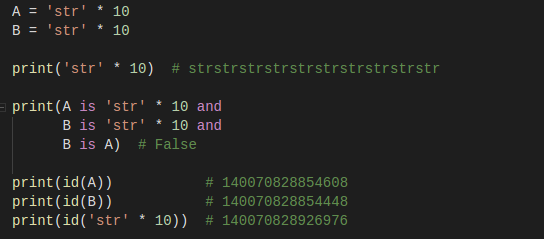 A = 'str' * 10
B = 'str' * 10
print('str' * 10)  # strstrstrstrstrstrstrstrstrstr
print(A is 'str' * 10 and
      B is 'str' * 10 and
      B is A)  # False
print(id(A))           # 140070828854608
print(id(B))           # 140070828854448
print(id('str' * 10))  # 140070828926976